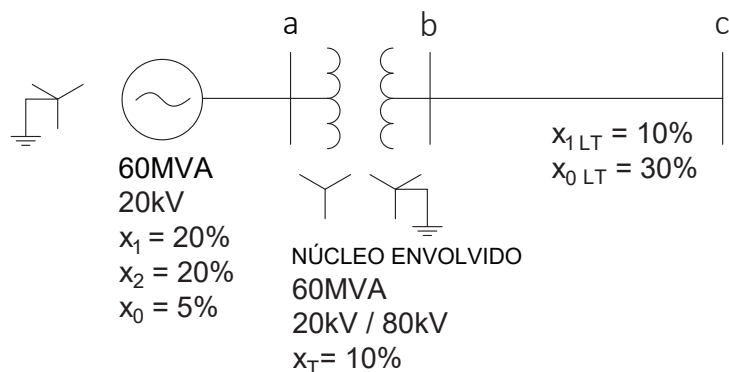 a b c
60MVA
20kV
x₁ = 20%
x₂ = 20%
x₀ = 5%
NÚCLEO ENVOLVIDO
60MVA
20kV / 80kV
x_T= 10%
x₁ LT = 10%
x₀ LT = 30%